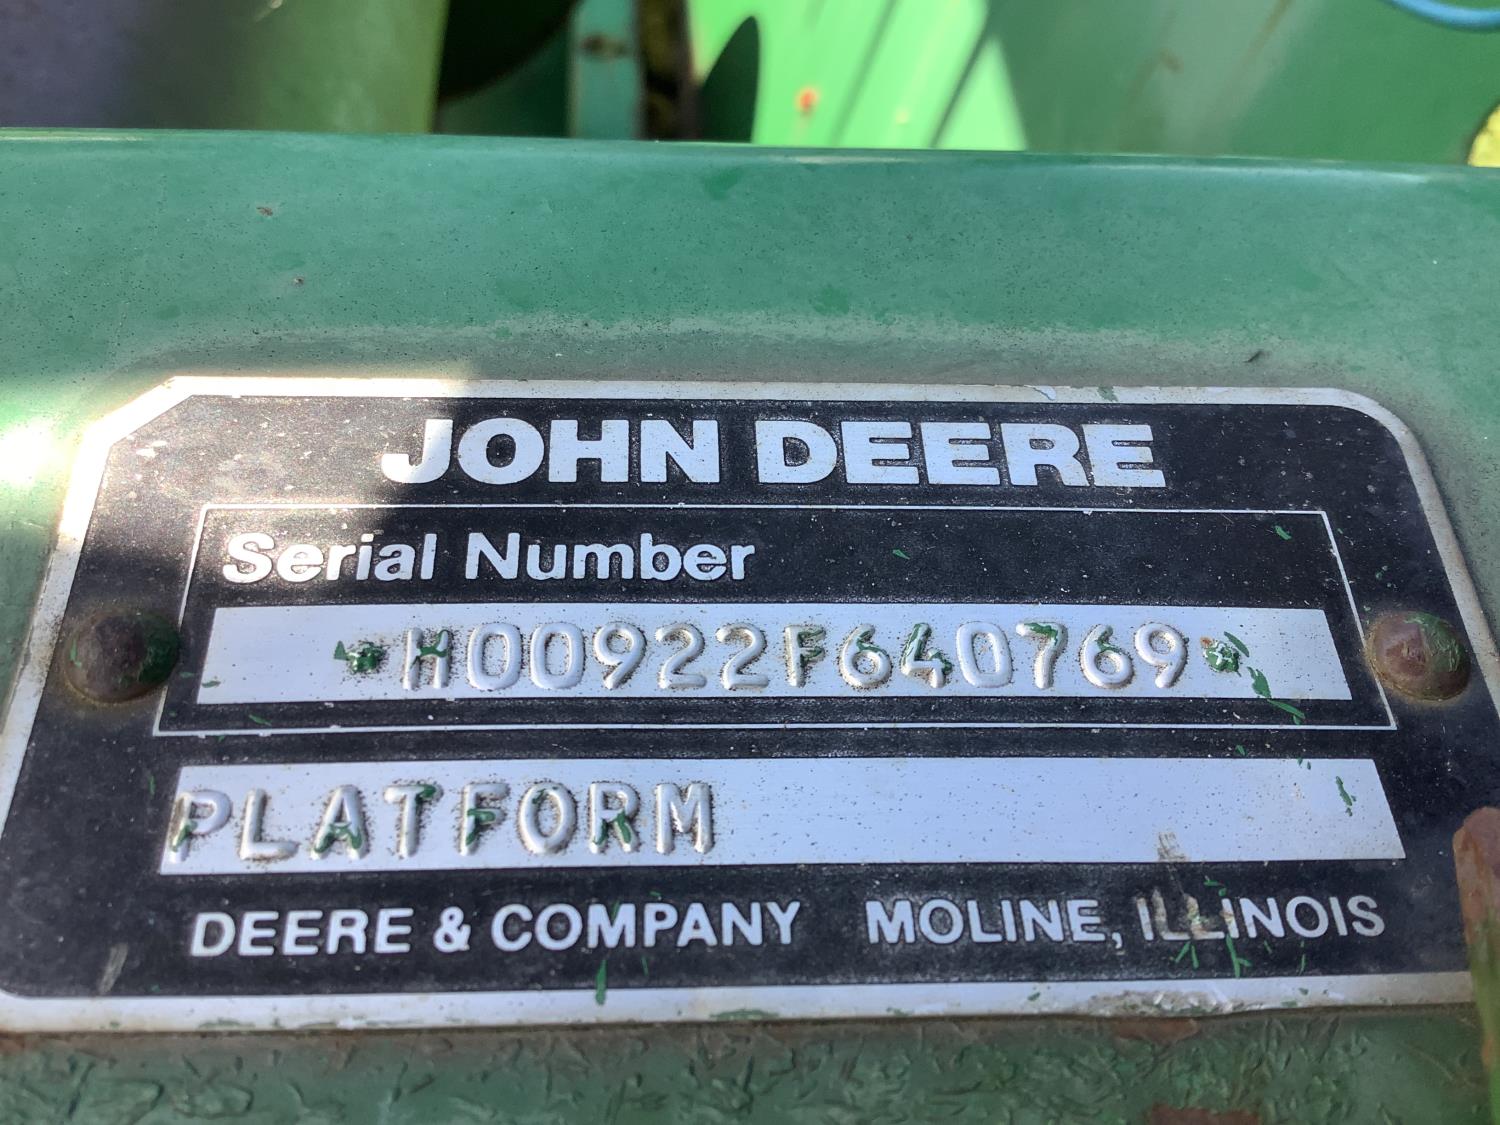 JOHN DEERE
Serial Number
*H00922F640769*
PLATFORM
DEERE & COMPANY MOLINE, ILLINOIS